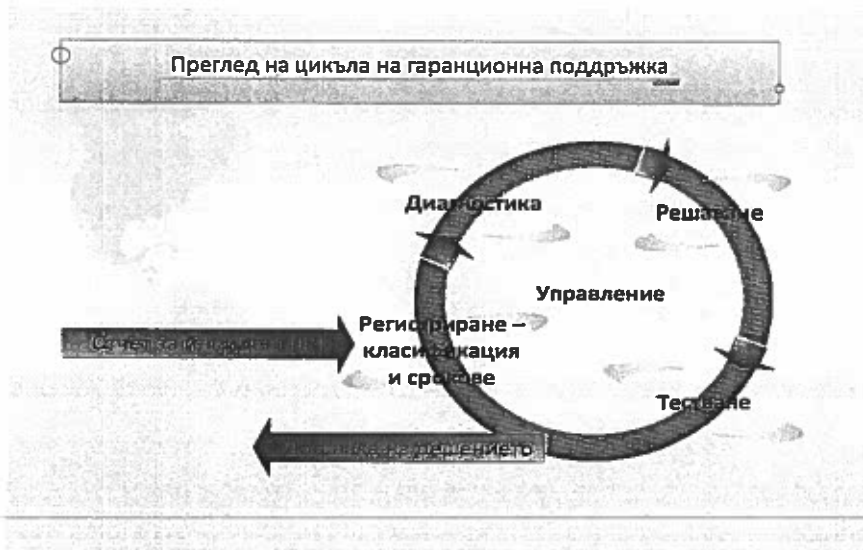 Преглед на цикъла на гаранционна поддръжка
Диагностика
Решаване
Управление
Регистриране –
класификация
и срокове
Тестване
на решението